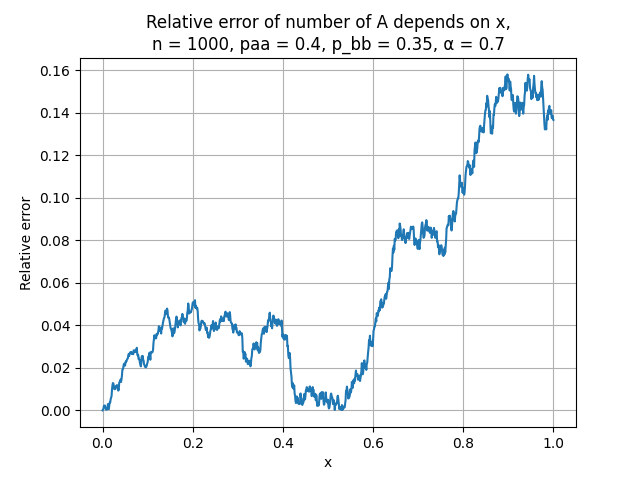 Relative error of number of A depends on x,
n = 1000, paa = 0.4, p_bb = 0.35, α = 0.7
0.16
0.14
0.12
0.10
0.08
0.06
0.04
0.02
0.00
Relative error
0.0 0.2 0.4 0.6 0.8 1.0
x